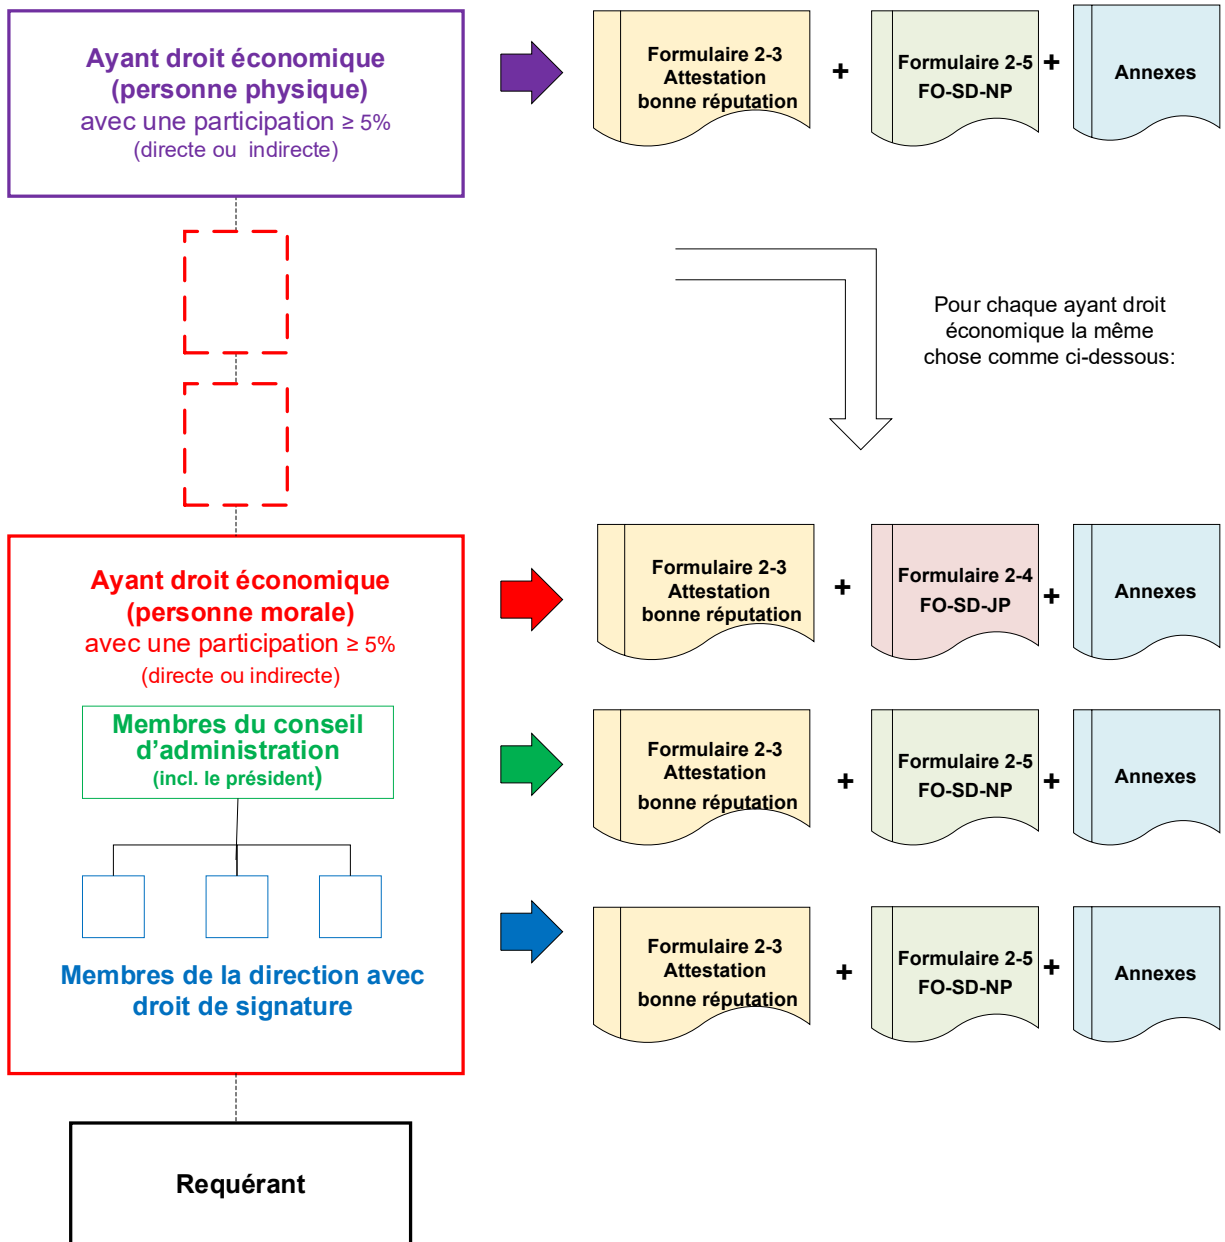 Ayant droit économique
(personne physique)
avec une participation ≥ 5%
(directe ou indirecte)
Formulaire 2-3
Attestation
bonne réputation
+
Formulaire 2-5
FO-SD-NP
+
Annexes
Pour chaque ayant droit
économique la même
chose comme ci-dessous:
Ayant droit économique
(personne morale)
avec une participation ≥ 5%
(directe ou indirecte)
Formulaire 2-3
Attestation
bonne réputation
+
Formulaire 2-4
FO-SD-JP
+
Annexes
Membres du conseil
d’administration
(incl. le président)
Formulaire 2-3
Attestation
bonne réputation
+
Formulaire 2-5
FO-SD-NP
+
Annexes
Membres de la direction avec
droit de signature
Formulaire 2-3
Attestation
bonne réputation
+
Formulaire 2-5
FO-SD-NP
+
Annexes
Requérant